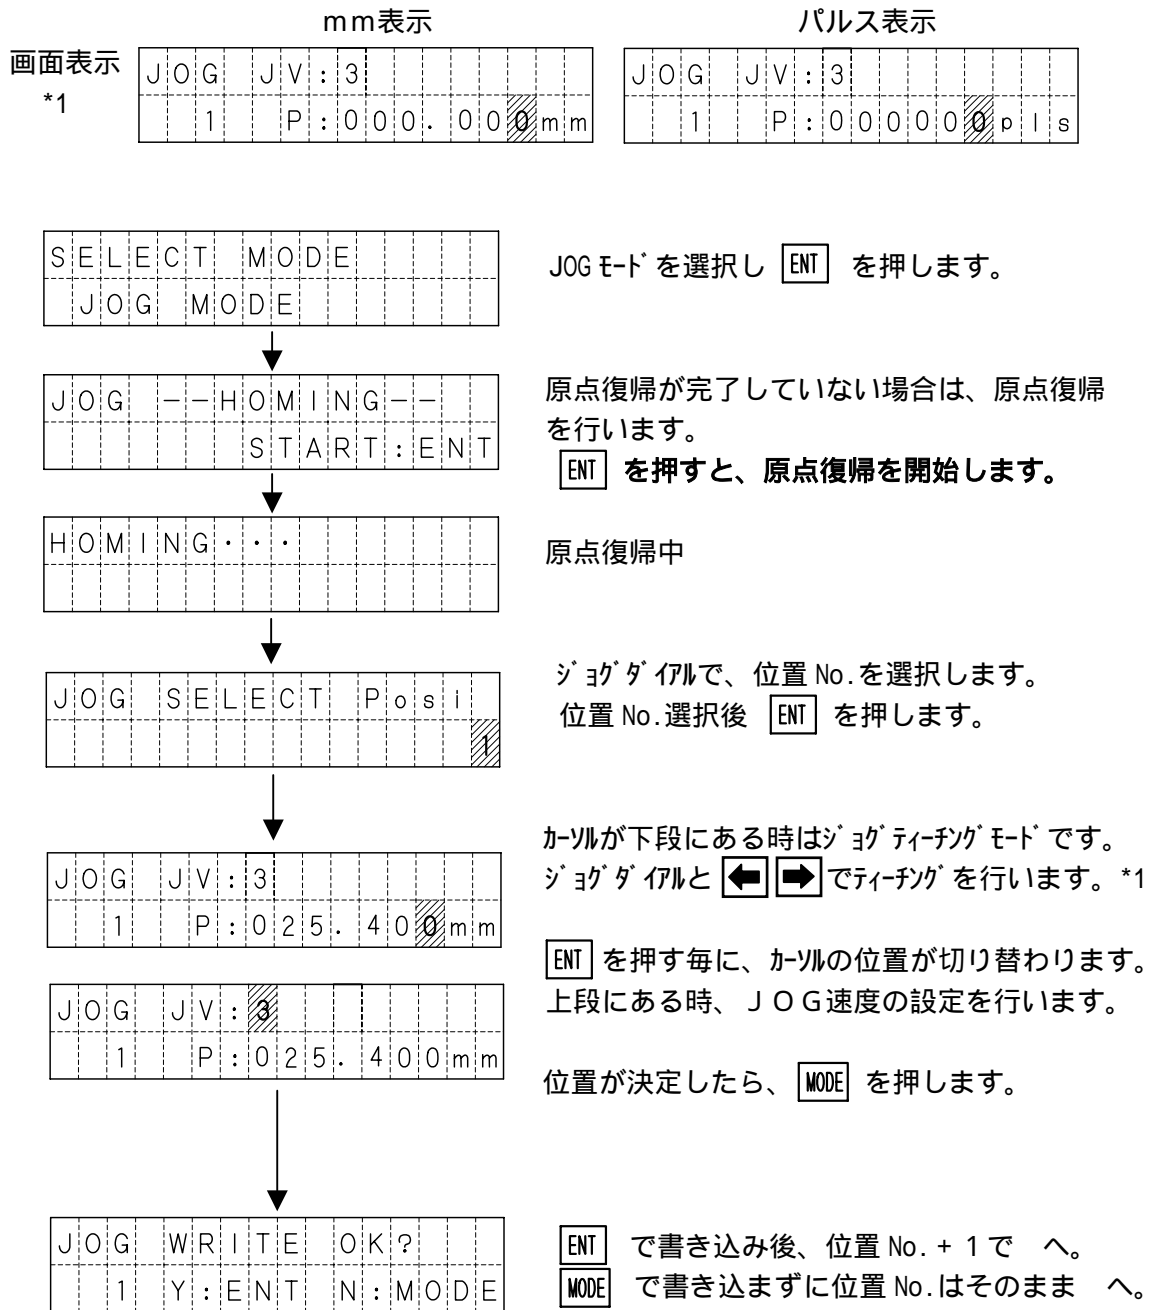 ｍｍ表示 パルス表示
画面表示
*1
JOG JV:3
1 P:000.000mm
JOG JV:3
1 P:0000000pls
SELECT MODE
JOG MODE
JOGﾓｰﾄﾞを選択し ENT を押します。
JOG --HOMING--
START:ENT
原点復帰が完了していない場合は、原点復帰
を行います。
ENT を押すと、原点復帰を開始します。
HOMING・・・
原点復帰中
JOG SELECT Posi
1
ｼﾞｮｸﾞﾀﾞｲｱﾙで、位置 No.を選択します。
位置 No.選択後 ENT を押します。
JOG JV:3
1 P:025.400mm
ｶｰｿﾙが下段にある時はｼﾞｮｸﾞﾃｨｰﾁﾝｸﾞﾓｰﾄﾞです。
ｼﾞｮｸﾞﾀﾞｲｱﾙと ← → でﾃｨｰﾁﾝｸﾞを行います。*1
JOG JV:3
1 P:025.400mm
ENT を押す毎に、ｶｰｿﾙの位置が切り替わります。
上段にある時、ＪＯＧ速度の設定を行います。
位置が決定したら、 MODE を押します。
JOG WRITE OK?
1 Y:ENT N:MODE
ENT で書き込み後、位置 No.+1で へ。
MODE で書き込まずに位置 No.はそのまま へ。